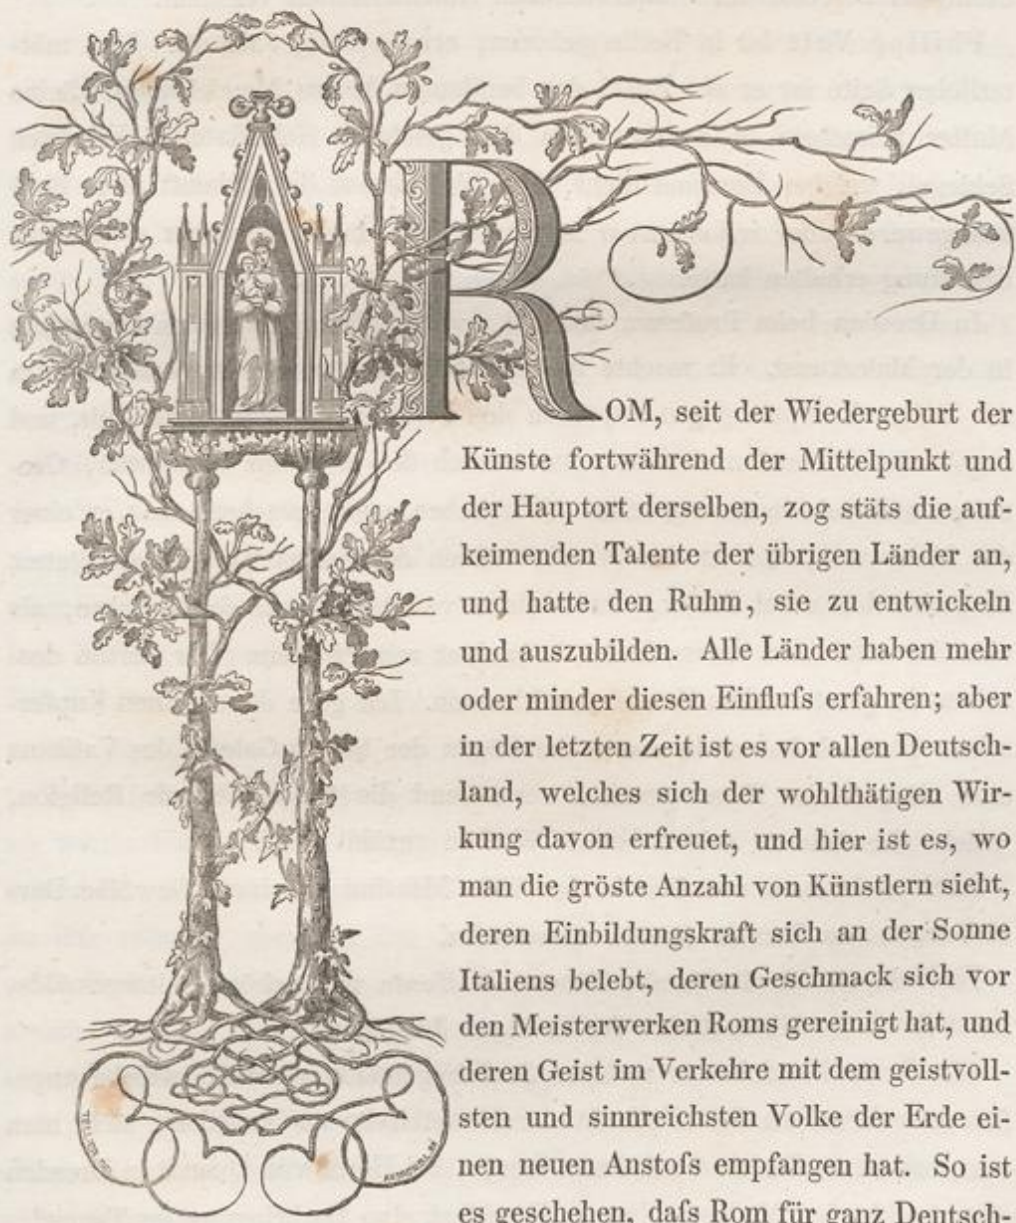 ROM, seit der Wiedergeburt der
Künste fortwährend der Mittelpunkt und
der Hauptort derselben, zog stäts die auf-
keimenden Talente der übrigen Länder an,
und hatte den Ruhm, sie zu entwickeln
und auszubilden. Alle Länder haben mehr
oder minder diesen Einfluſs erfahren; aber
in der letzten Zeit ist es vor allen Deutsch-
land, welches sich der wohlthätigen Wir-
kung davon erfreuet, und hier ist es, wo
man die gröste Anzahl von Künstlern sieht,
deren Einbildungskraft sich an der Sonne
Italiens belebt, deren Geschmack sich vor
den Meisterwerken Roms gereinigt hat, und
deren Geist im Verkehre mit dem geistvoll-
sten und sinnreichsten Volke der Erde ei-
nen neuen Anstoſs empfangen hat. So ist
es geschehen, daſs Rom für ganz Deutsch-